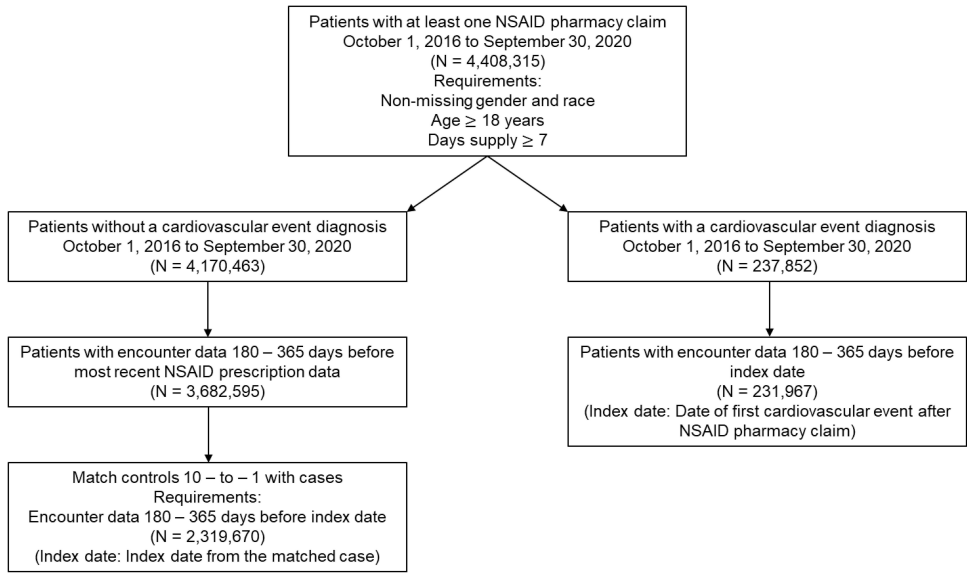 Patients with at least one NSAID pharmacy claim
October 1, 2016 to September 30, 2020
(N = 4,408,315)
Requirements:
Non-missing gender and race
Age ≥ 18 years
Days supply ≥ 7
Patients without a cardiovascular event diagnosis
October 1, 2016 to September 30, 2020
(N = 4,170,463)
Patients with a cardiovascular event diagnosis
October 1, 2016 to September 30, 2020
(N = 237,852)
Patients with encounter data 180 – 365 days before
most recent NSAID prescription data
(N = 3,682,595)
Patients with encounter data 180 – 365 days before
index date
(N = 231,967)
(Index date: Date of first cardiovascular event after
NSAID pharmacy claim)
Match controls 10 – to – 1 with cases
Requirements:
Encounter data 180 – 365 days before index date
(N = 2,319,670)
(Index date: Index date from the matched case)